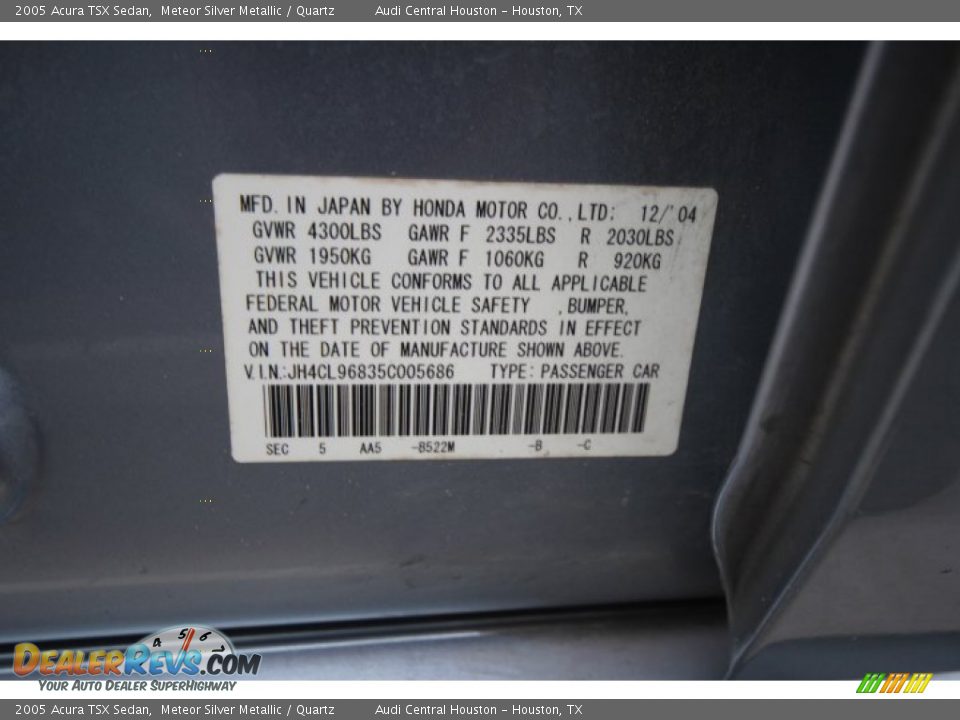 2005 Acura TSX Sedan, Meteor Silver Metallic / Quartz Audi Central Houston - Houston, TX
MFD. IN JAPAN BY HONDA MOTOR CO.,LTD: 12/'04
GVWR 4300LBS GAWR F 2335LBS R 2030LBS
GVWR 1950KG GAWR F 1060KG R 920KG
THIS VEHICLE CONFORMS TO ALL APPLICABLE
FEDERAL MOTOR VEHICLE SAFETY ,BUMPER,
AND THEFT PREVENTION STANDARDS IN EFFECT
ON THE DATE OF MANUFACTURE SHOWN ABOVE.
V.I.N.:JH4CL96835C005686 TYPE:PASSENGER CAR
SEC 5 AA5 -B522M -B -C
4 5 6 7
DEALERREVS.COM
YOUR AUTO DEALER SUPERHIGHWAY
2005 Acura TSX Sedan, Meteor Silver Metallic / Quartz Audi Central Houston - Houston, TX